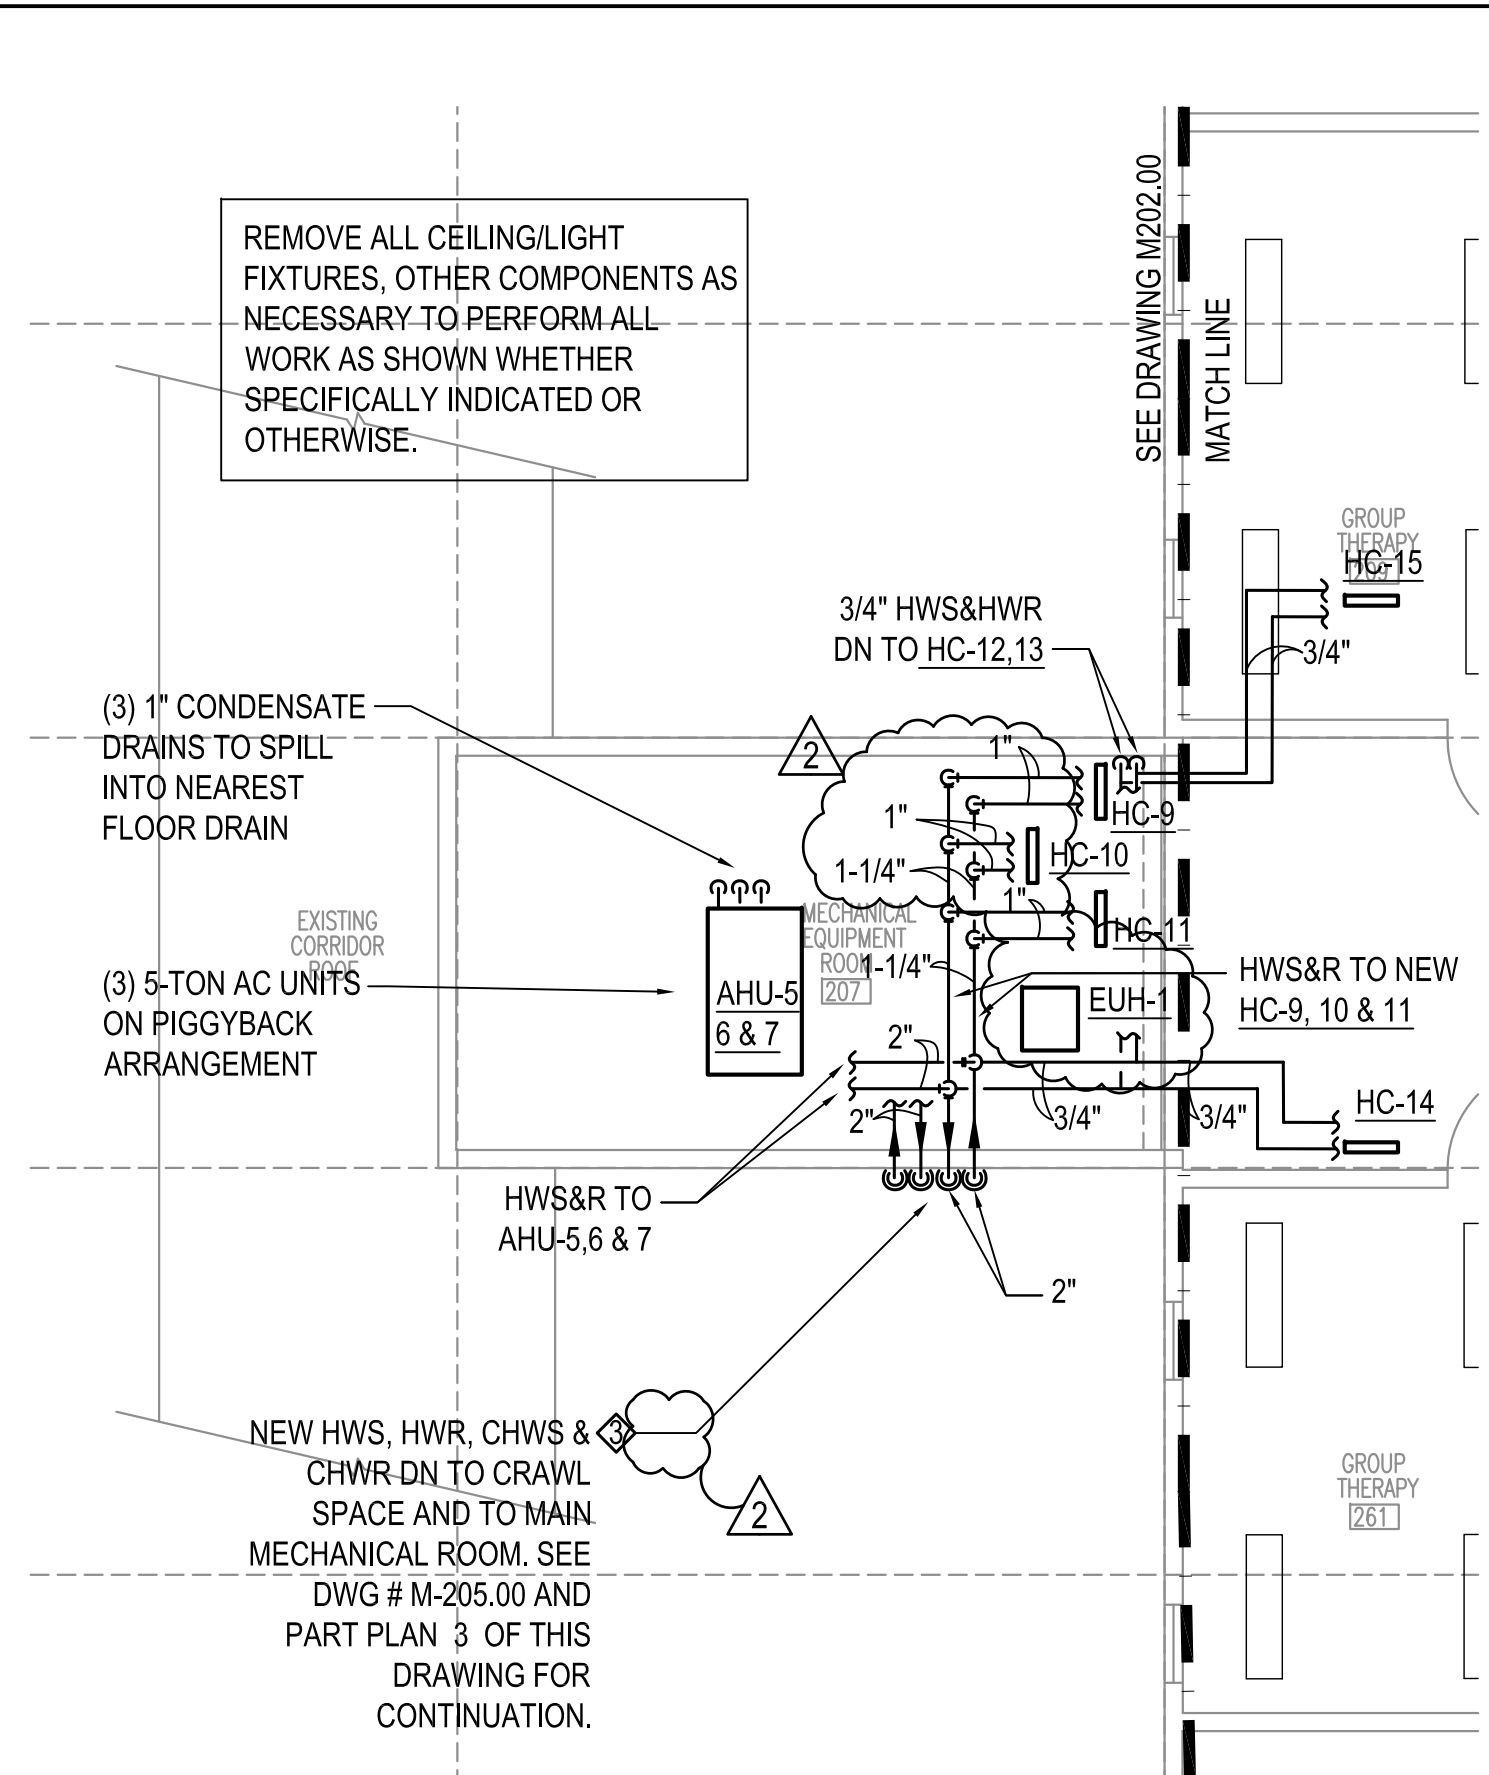 REMOVE ALL CEILING/LIGHT
FIXTURES, OTHER COMPONENTS AS
NECESSARY TO PERFORM ALL
WORK AS SHOWN WHETHER
SPECIFICALLY INDICATED OR
OTHERWISE.
SEE DRAWING M202.00
MATCH LINE
GROUP
THERAPY
209
HC-15
3/4"
3/4" HWS&HWR
DN TO HC-12,13
(3) 1" CONDENSATE
DRAINS TO SPILL
INTO NEAREST
FLOOR DRAIN
2
1"
HC-9
1"
HC-10
1-1/4"
1"
HC-11
EXISTING
CORRIDOR
ROOF
MECHANICAL
EQUIPMENT
ROOM
207
1-1/4"
(3) 5-TON AC UNITS
ON PIGGYBACK
ARRANGEMENT
AHU-5
6 & 7
EUH-1
HWS&R TO NEW
HC-9, 10 & 11
2"
2"
3/4"
3/4"
HC-14
HWS&R TO
AHU-5,6 & 7
2"
NEW HWS, HWR, CHWS &
CHWR DN TO CRAWL
SPACE AND TO MAIN
MECHANICAL ROOM. SEE
DWG # M-205.00 AND
PART PLAN 3 OF THIS
DRAWING FOR
CONTINUATION.
3
2
GROUP
THERAPY
261